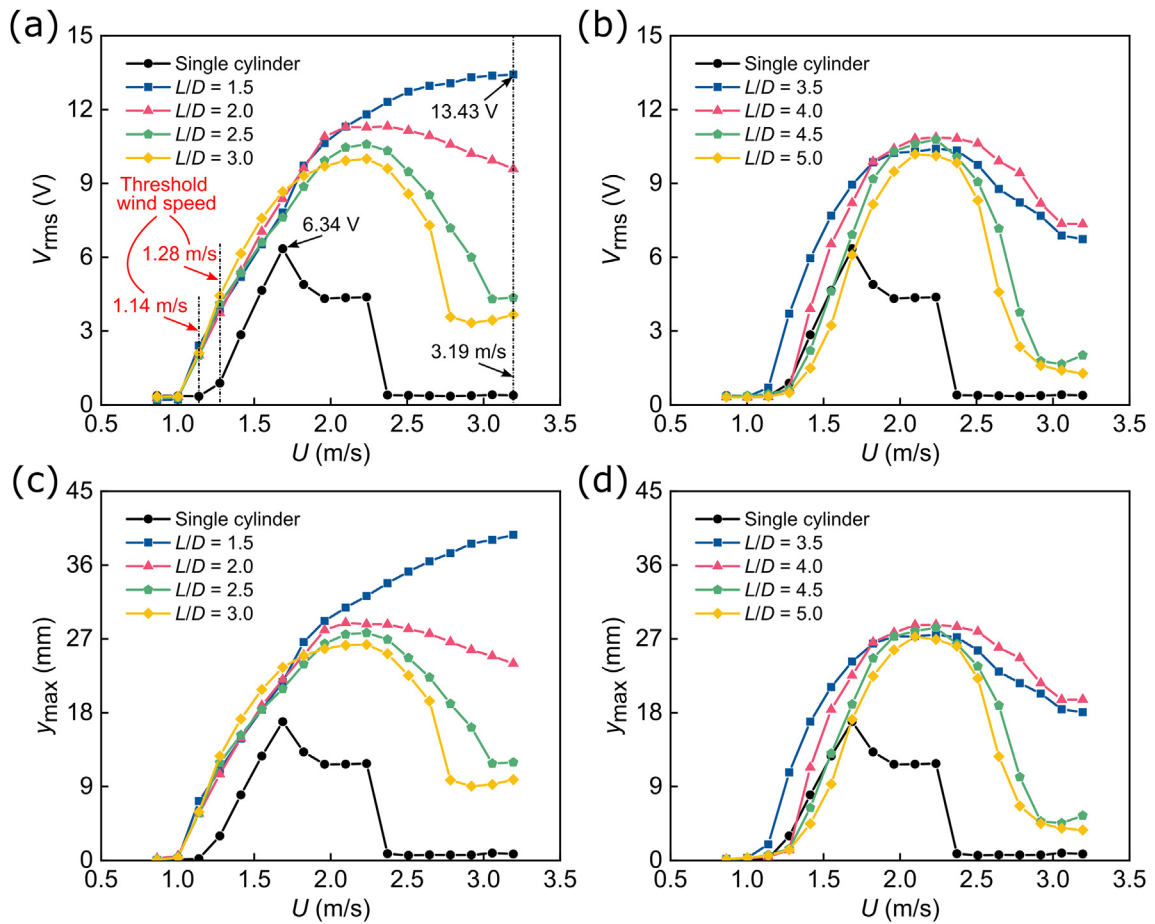 (a)
15
12
9
6
3
0
Vrms (V)
Single cylinder
L/D = 1.5
L/D = 2.0
L/D = 2.5
L/D = 3.0
Threshold
wind speed
1.28 m/s
1.14 m/s
6.34 V
13.43 V
3.19 m/s
0.5 1.0 1.5 2.0 2.5 3.0 3.5
U (m/s)
(b)
15
12
9
6
3
0
Vrms (V)
Single cylinder
L/D = 3.5
L/D = 4.0
L/D = 4.5
L/D = 5.0
0.5 1.0 1.5 2.0 2.5 3.0 3.5
U (m/s)
(c)
45
36
27
18
9
0
ymax (mm)
Single cylinder
L/D = 1.5
L/D = 2.0
L/D = 2.5
L/D = 3.0
0.5 1.0 1.5 2.0 2.5 3.0 3.5
U (m/s)
(d)
45
36
27
18
9
0
ymax (mm)
Single cylinder
L/D = 3.5
L/D = 4.0
L/D = 4.5
L/D = 5.0
0.5 1.0 1.5 2.0 2.5 3.0 3.5
U (m/s)